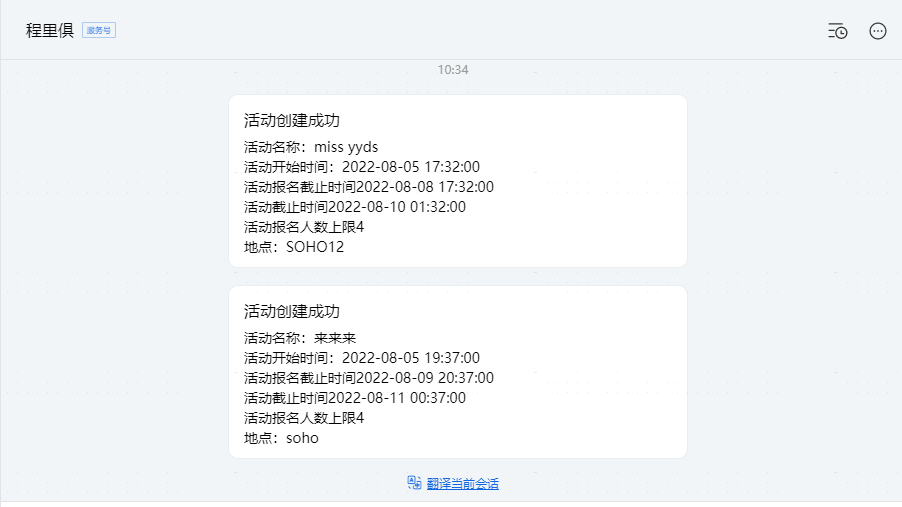 程里俱 服务号
10:34
活动创建成功
活动名称：miss yyds
活动开始时间：2022-08-05 17:32:00
活动报名截止时间2022-08-08 17:32:00
活动截止时间2022-08-10 01:32:00
活动报名人数上限4
地点：SOHO12
活动创建成功
活动名称：来来来
活动开始时间：2022-08-05 19:37:00
活动报名截止时间2022-08-09 20:37:00
活动截止时间2022-08-11 00:37:00
活动报名人数上限4
地点：soho
翻译当前会话